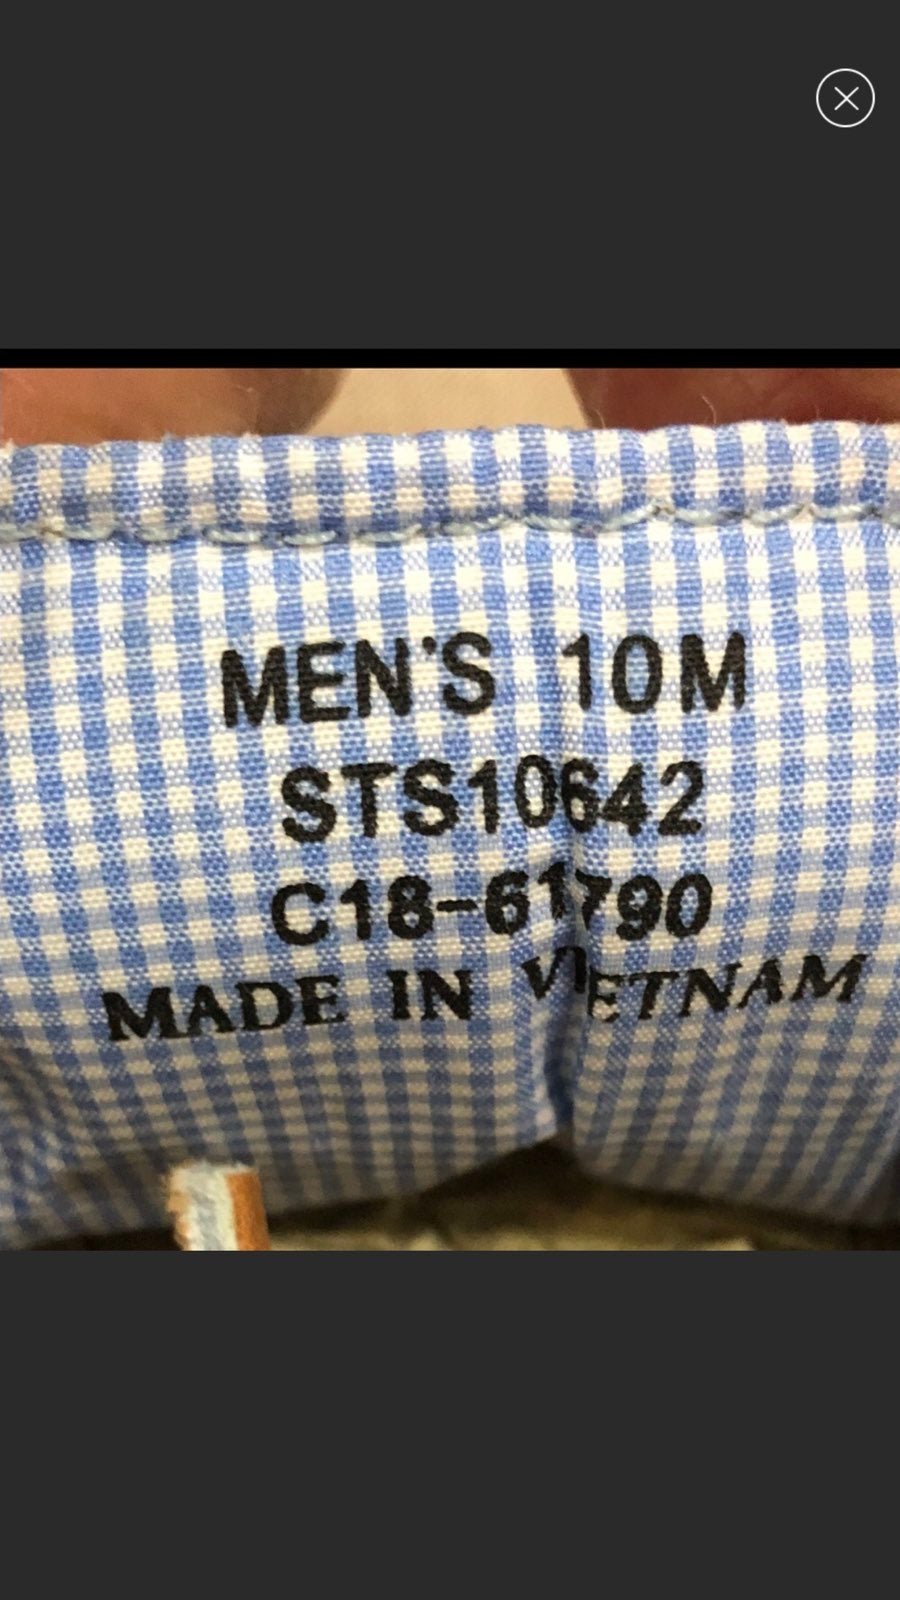 MEN'S 10M
STS10642
C18-61790
MADE IN VIETNAM